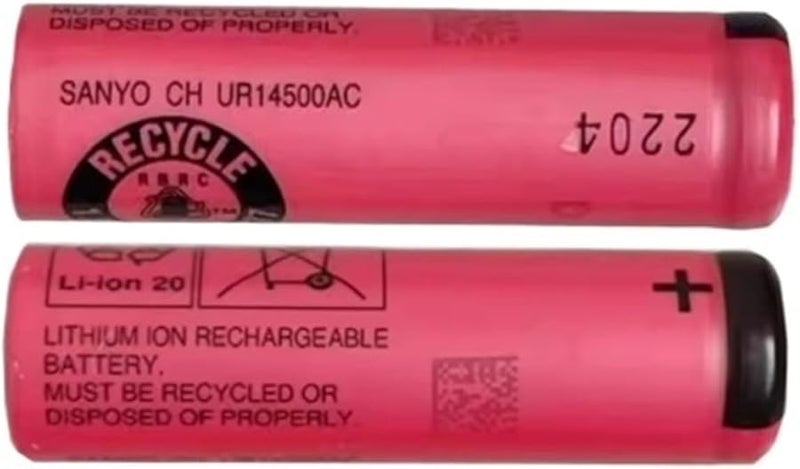 MUST BE RECYCLED OR
DISPOSED OF PROPERLY.
SANYO CH UR14500AC
2204
RECYCLE
RBRC
TM
Li-ion 20
+
LITHIUM ION RECHARGEABLE
BATTERY.
MUST BE RECYCLED OR
DISPOSED OF PROPERLY.